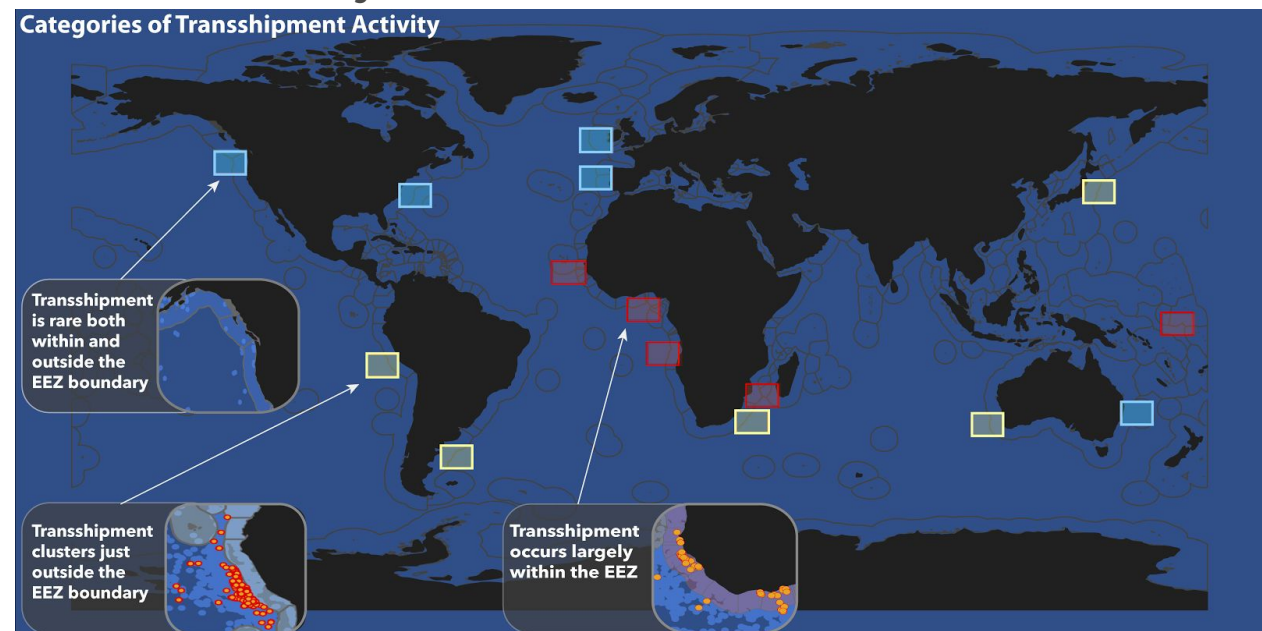 Categories of Transshipment Activity
Transshipment
is rare both
within and
outside the
EEZ boundary
Transshipment
clusters just
outside the
EEZ boundary
Transshipment
occurs largely
within the EEZ